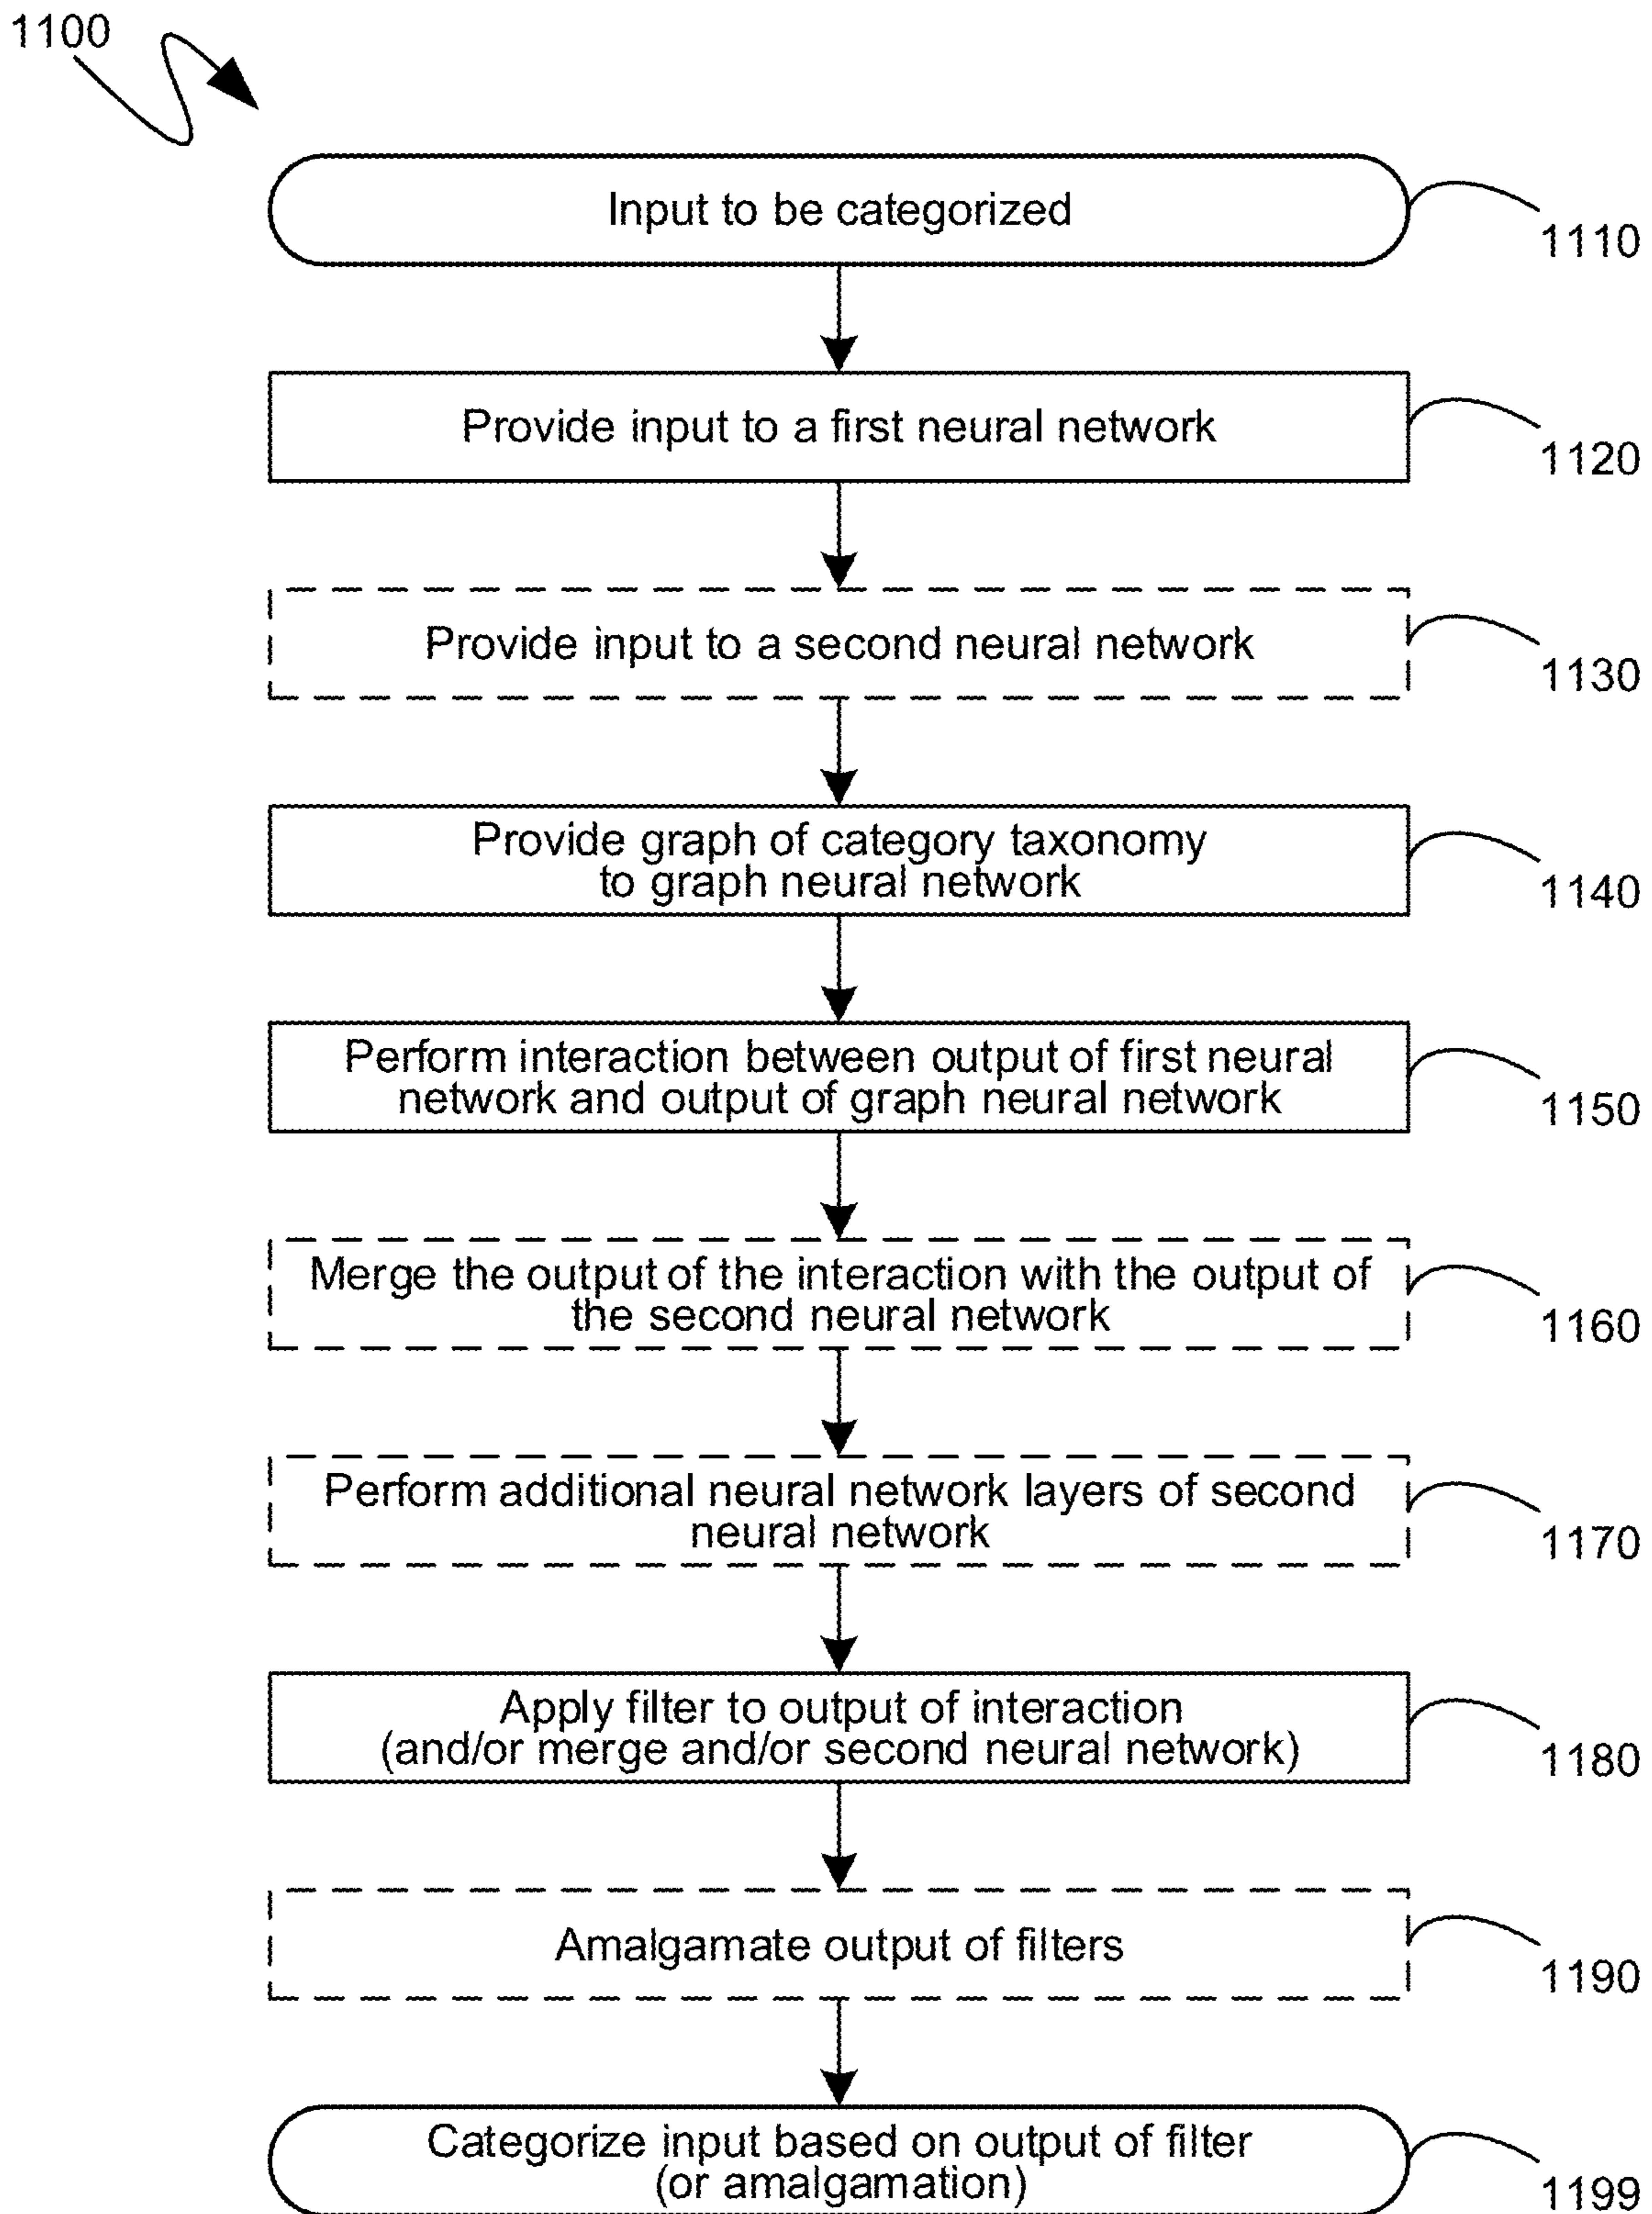 1100
Input to be categorized
1110
Provide input to a first neural network
1120
Provide input to a second neural network
1130
Provide graph of category taxonomy
to graph neural network
1140
Perform interaction between output of first neural
network and output of graph neural network
1150
Merge the output of the interaction with the output of
the second neural network
1160
Perform additional neural network layers of second
neural network
1170
Apply filter to output of interaction
(and/or merge and/or second neural network)
1180
Amalgamate output of filters
1190
Categorize input based on output of filter
(or amalgamation)
1199